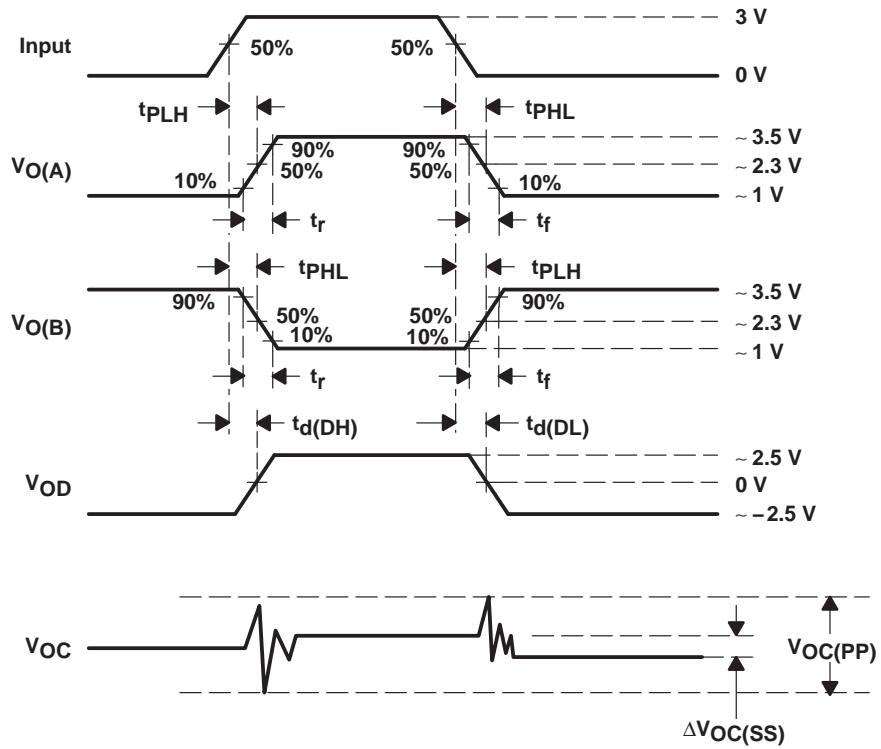 3 V
Input 50% 50%
0 V
tPLH tPHL
~ 3.5 V
90% 90%
VO(A) 50% 50% ~ 2.3 V
10% 10%
~ 1 V
tr tf
tPHL tPLH
~ 3.5 V
90% 90%
VO(B) 50% 50% ~ 2.3 V
10% 10%
~ 1 V
tr tf
td(DH) td(DL)
~ 2.5 V
VOD 0 V
~ –2.5 V
VOC VOC(PP)
ΔVOC(SS)